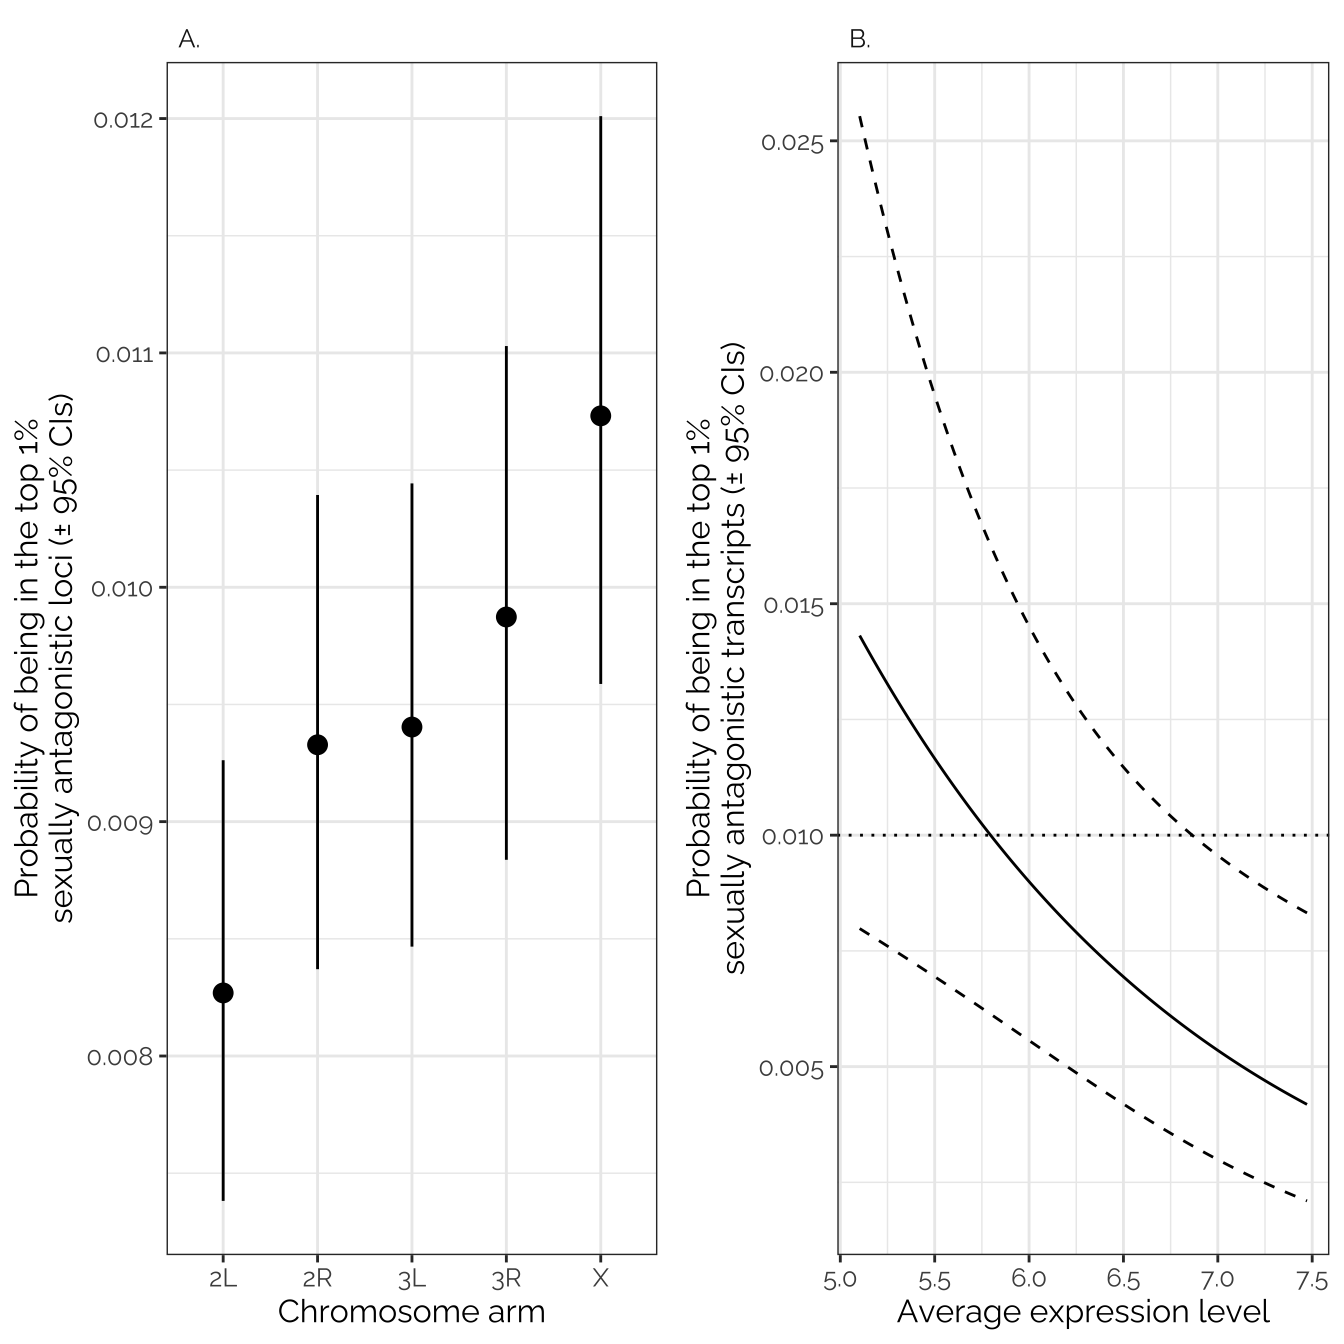 A.
Probability of being in the top 1%
sexually antagonistic loci (± 95% CIs)
0.012
0.011
0.010
0.009
0.008
2L 2R 3L 3R X
Chromosome arm
B.
Probability of being in the top 1%
sexually antagonistic transcripts (± 95% CIs)
0.025
0.020
0.015
0.010
0.005
5.0 5.5 6.0 6.5 7.0 7.5
Average expression level